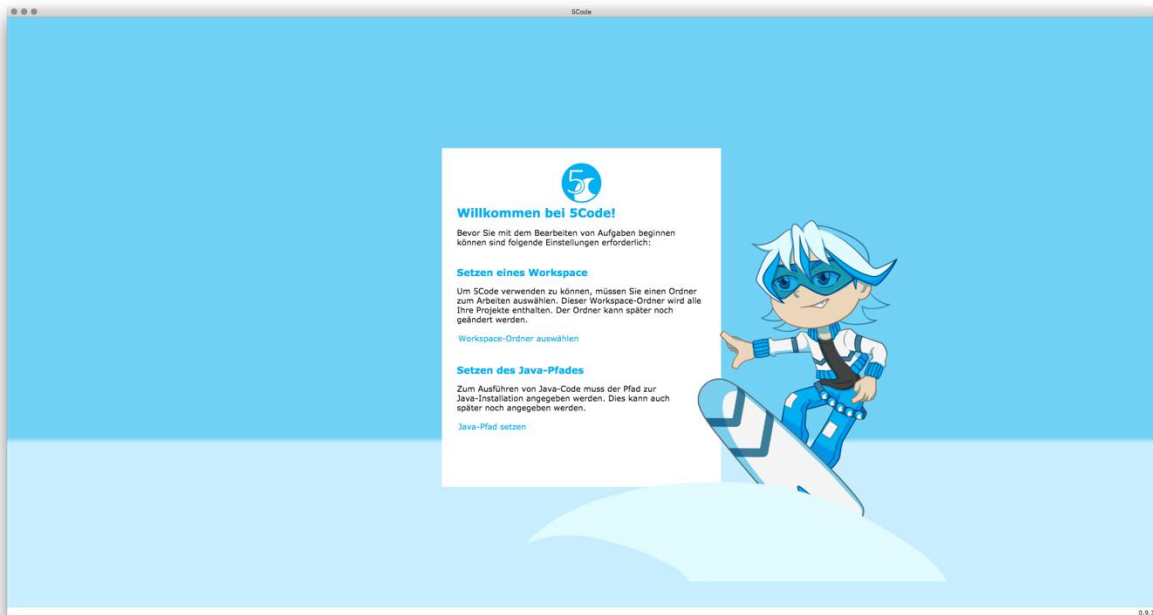 5Code
5C
Willkommen bei 5Code!
Bevor Sie mit dem Bearbeiten von Aufgaben beginnen
können sind folgende Einstellungen erforderlich:
Setzen eines Workspace
Um 5Code verwenden zu können, müssen Sie einen Ordner
zum Arbeiten auswählen. Dieser Workspace-Ordner wird alle
Ihre Projekte enthalten. Der Ordner kann später noch
geändert werden.
Workspace-Ordner auswählen
Setzen des Java-Pfades
Zum Ausführen von Java-Code muss der Pfad zur
Java-Installation angegeben werden. Dies kann auch
später noch angegeben werden.
Java-Pfad setzen